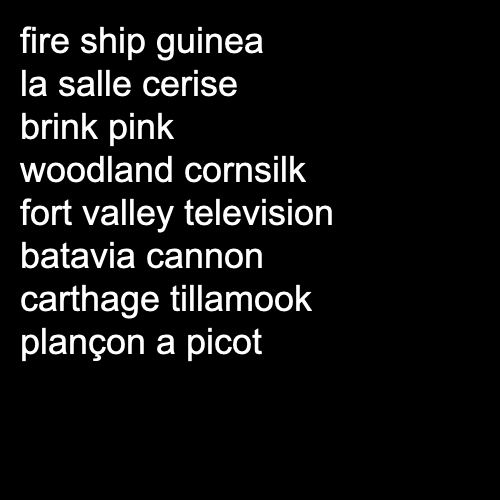 fire ship guinea
la salle cerise
brink pink
woodland cornsilk
fort valley television
batavia cannon
carthage tillamook
plançon a picot